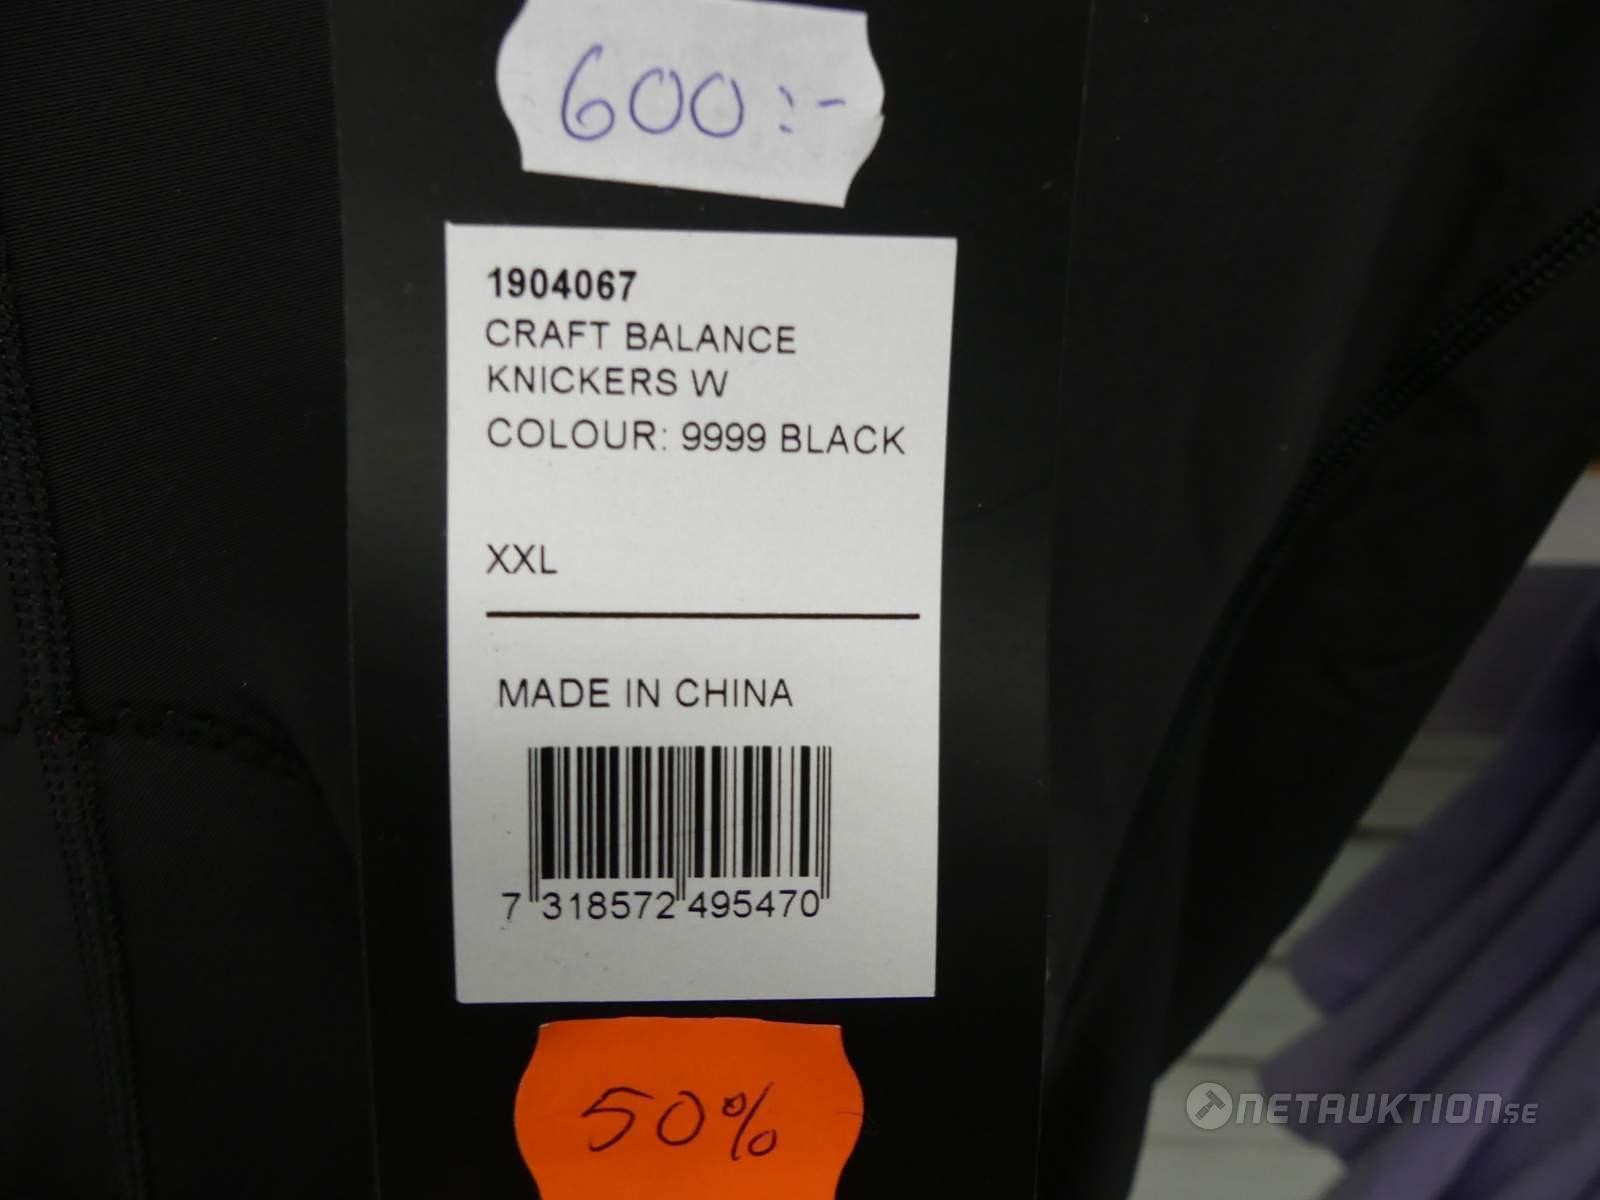 600:-
1904067
CRAFT BALANCE
KNICKERS W
COLOUR: 9999 BLACK
XXL
MADE IN CHINA
7 318572 495470
50%
NETAUKTION.SE